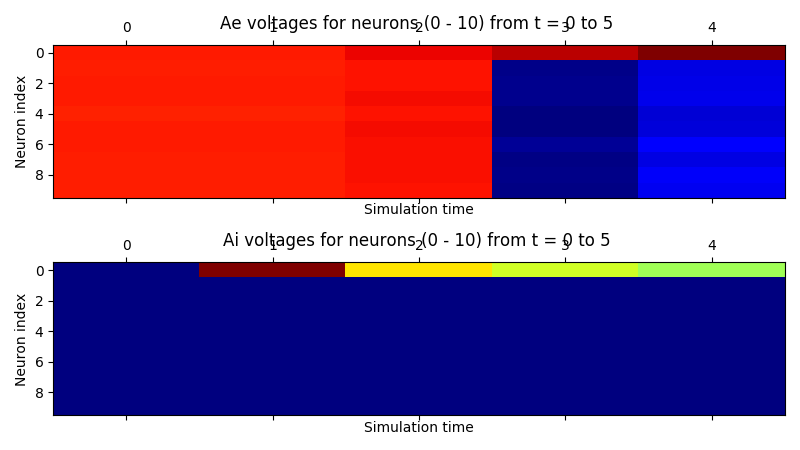 Ae voltages for neurons (0 - 10) from t = 0 to 5
0 1 2 3 4
Neuron index
0
2
4
6
8
Simulation time
Ai voltages for neurons (0 - 10) from t = 0 to 5
0 1 2 3 4
Neuron index
0
2
4
6
8
Simulation time